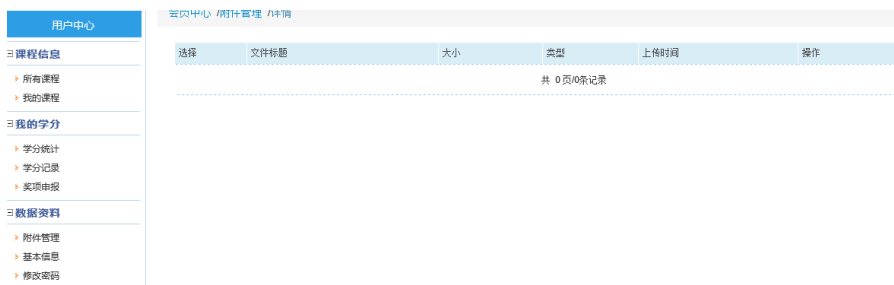 用户中心
会员中心 /附件管理 /详情
课程信息
所有课程
我的课程
我的学分
学分统计
学分记录
奖项申报
数据资料
附件管理
基本信息
修改密码
选择 文件标题 大小 类型 上传时间 操作
共 0页/0条记录